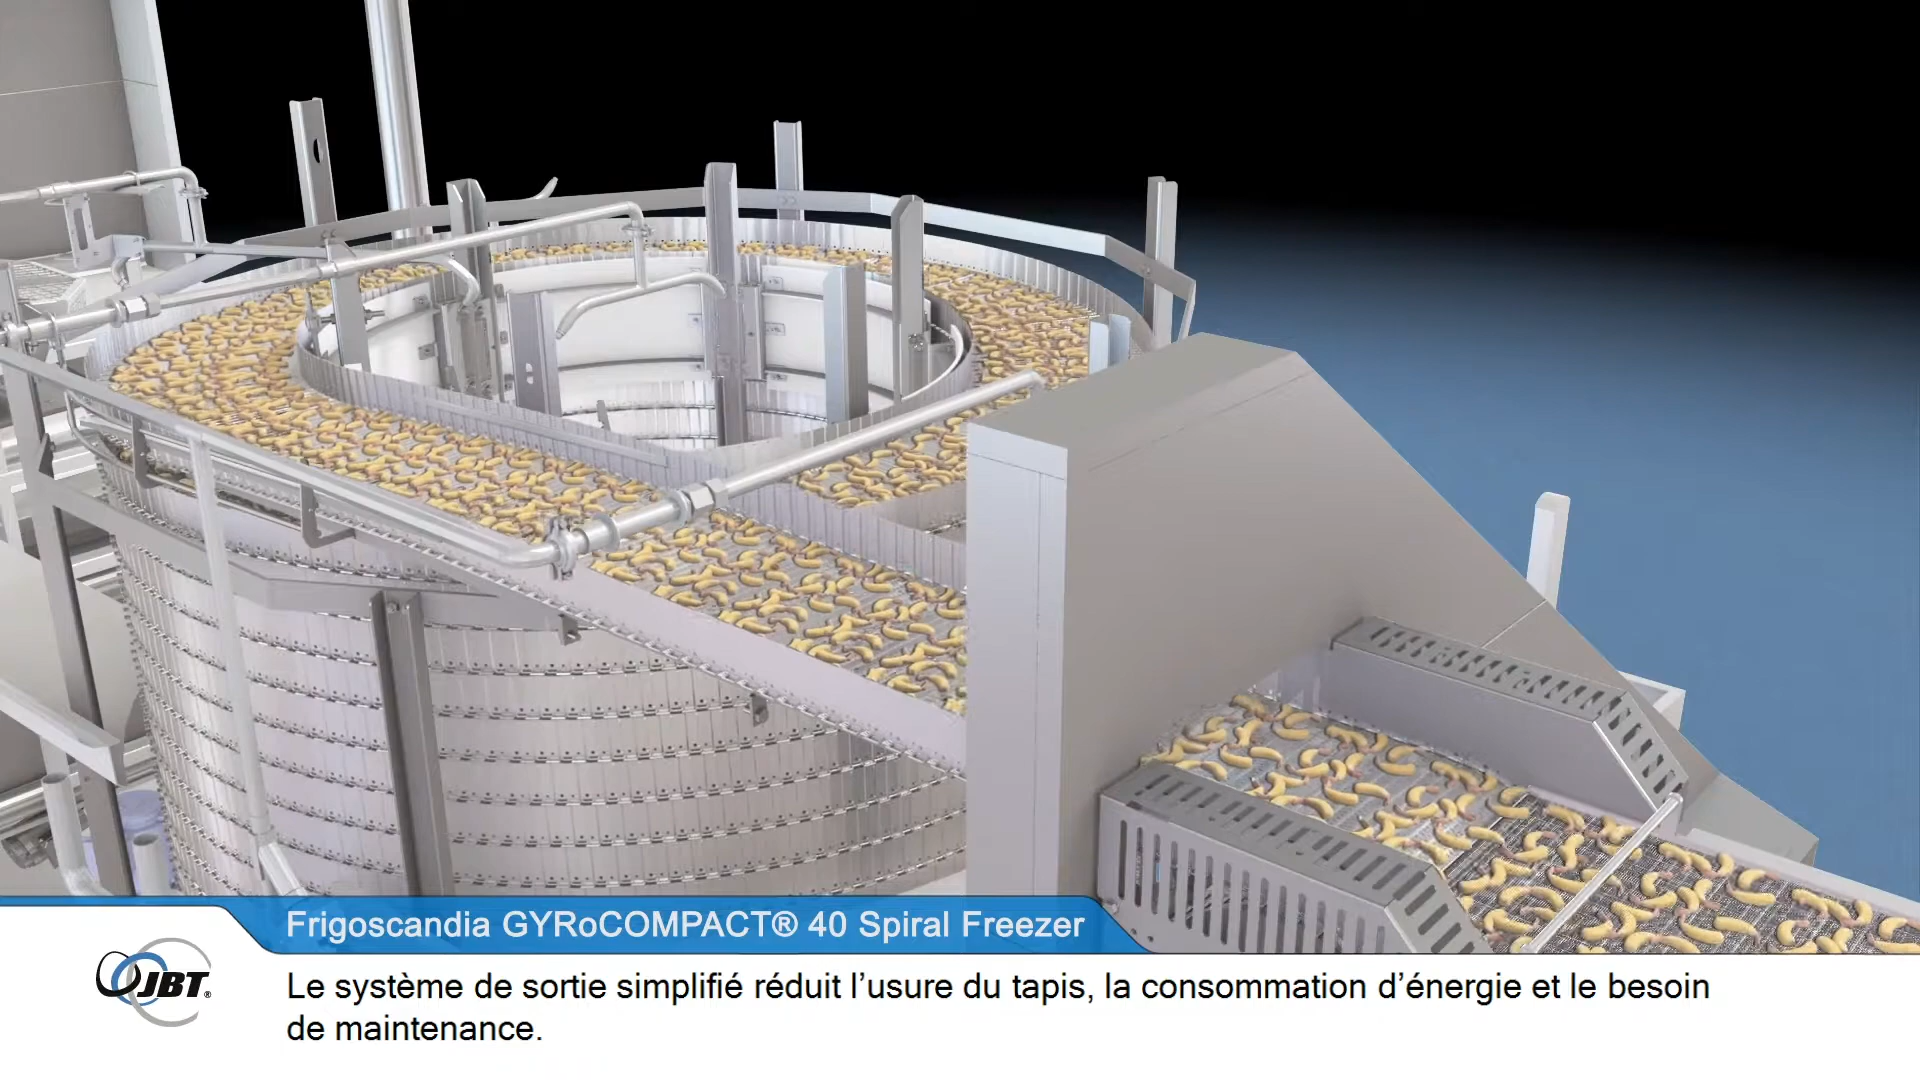 Frigoscandia GYRoCOMPACT® 40 Spiral Freezer
JBT®
Le système de sortie simplifié réduit l’usure du tapis, la consommation d’énergie et le besoin
de maintenance.